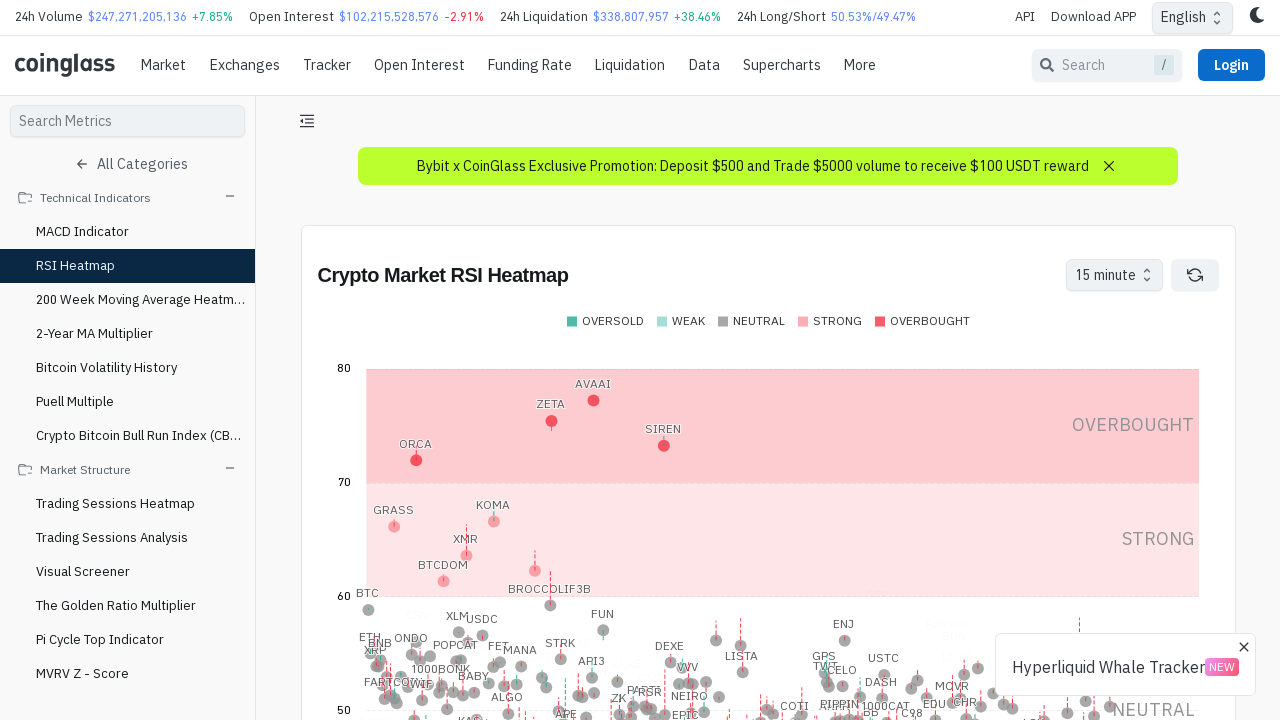 24h Volume $247,271,205,136 +7.85% Open Interest $102,215,528,576 -2.91% 24h Liquidation $338,807,957 +38.46% 24h Long/Short 50.53%/49.47% API Download APP English
coinglass Market Exchanges Tracker Open Interest Funding Rate Liquidation Data Supercharts More Search / Login
Search Metrics
All Categories
Technical Indicators
MACD Indicator
RSI Heatmap
200 Week Moving Average Heatm...
2-Year MA Multiplier
Bitcoin Volatility History
Puell Multiple
Crypto Bitcoin Bull Run Index (CB...
Market Structure
Trading Sessions Heatmap
Trading Sessions Analysis
Visual Screener
The Golden Ratio Multiplier
Pi Cycle Top Indicator
MVRV Z - Score
Bybit x CoinGlass Exclusive Promotion: Deposit $500 and Trade $5000 volume to receive $100 USDT reward
Crypto Market RSI Heatmap 15 minute
OVERSOLD WEAK NEUTRAL STRONG OVERBOUGHT
80
AVAAI
ZETA
OVERBOUGHT
SIREN
ORCA
70
KOMA
GRASS
XMR STRONG
BTCDOM
BROCCOLIF3B
60 BTC
XLM USDC FUN ENJ
ETH BNB ONDO POPCAT FET STRK DEXE
XRP MANA LISTA GPS USTC
1000BONK API3 VVV CELO
BABY DASH MOVR
ALGO ZK NEIRO EDU CHR
COTI PIPPIN 1000CAT C98
APE EPIC
50 NEUTRAL
Hyperliquid Whale Tracker NEW